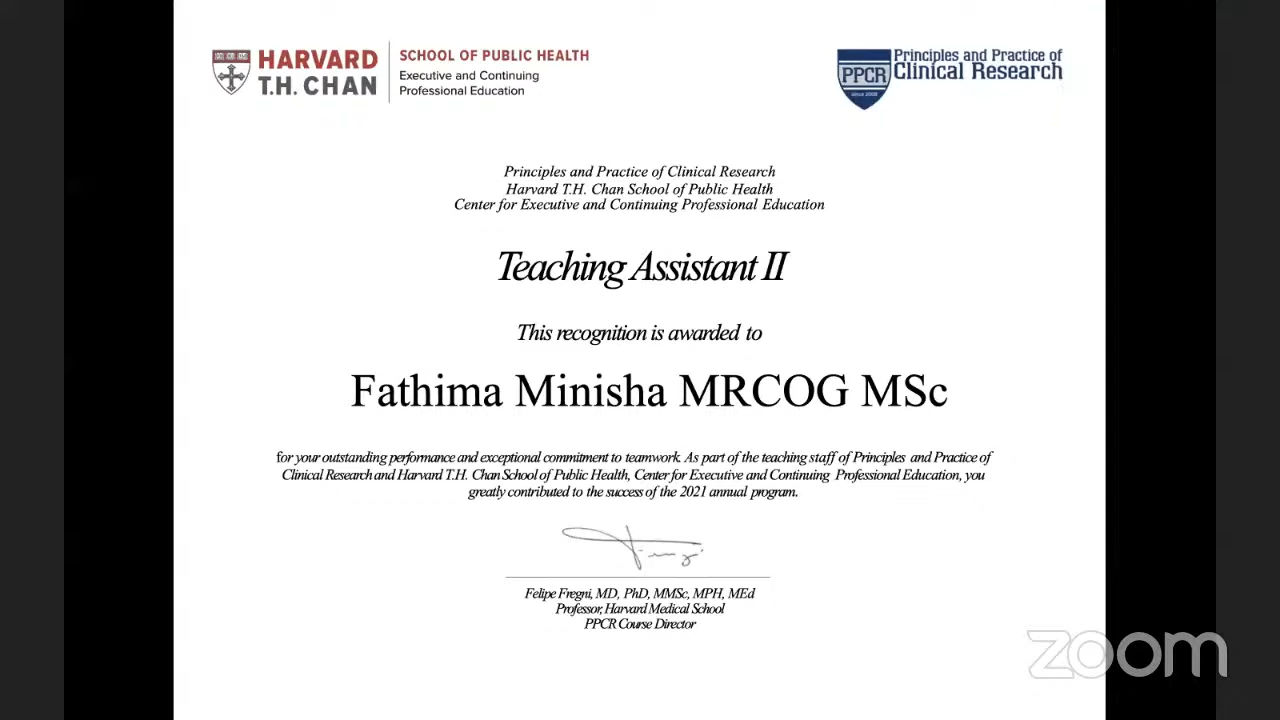 HARVARD
T.H. CHAN
SCHOOL OF PUBLIC HEALTH
Executive and Continuing
Professional Education
PPCR
since 2008
Principles and Practice of
Clinical Research
Principles and Practice of Clinical Research
Harvard T.H. Chan School of Public Health
Center for Executive and Continuing Professional Education
Teaching Assistant II
This recognition is awarded to
Fathima Minisha MRCOG MSc
for your outstanding performance and exceptional commitment to teamwork. As part of the teaching staff of Principles and Practice of
Clinical Research and Harvard T.H. Chan School of Public Health, Center for Executive and Continuing Professional Education, you
greatly contributed to the success of the 2021 annual program.
Felipe Fregni, MD, PhD, MMSc, MPH, MEd
Professor, Harvard Medical School
PPCR Course Director
zoom